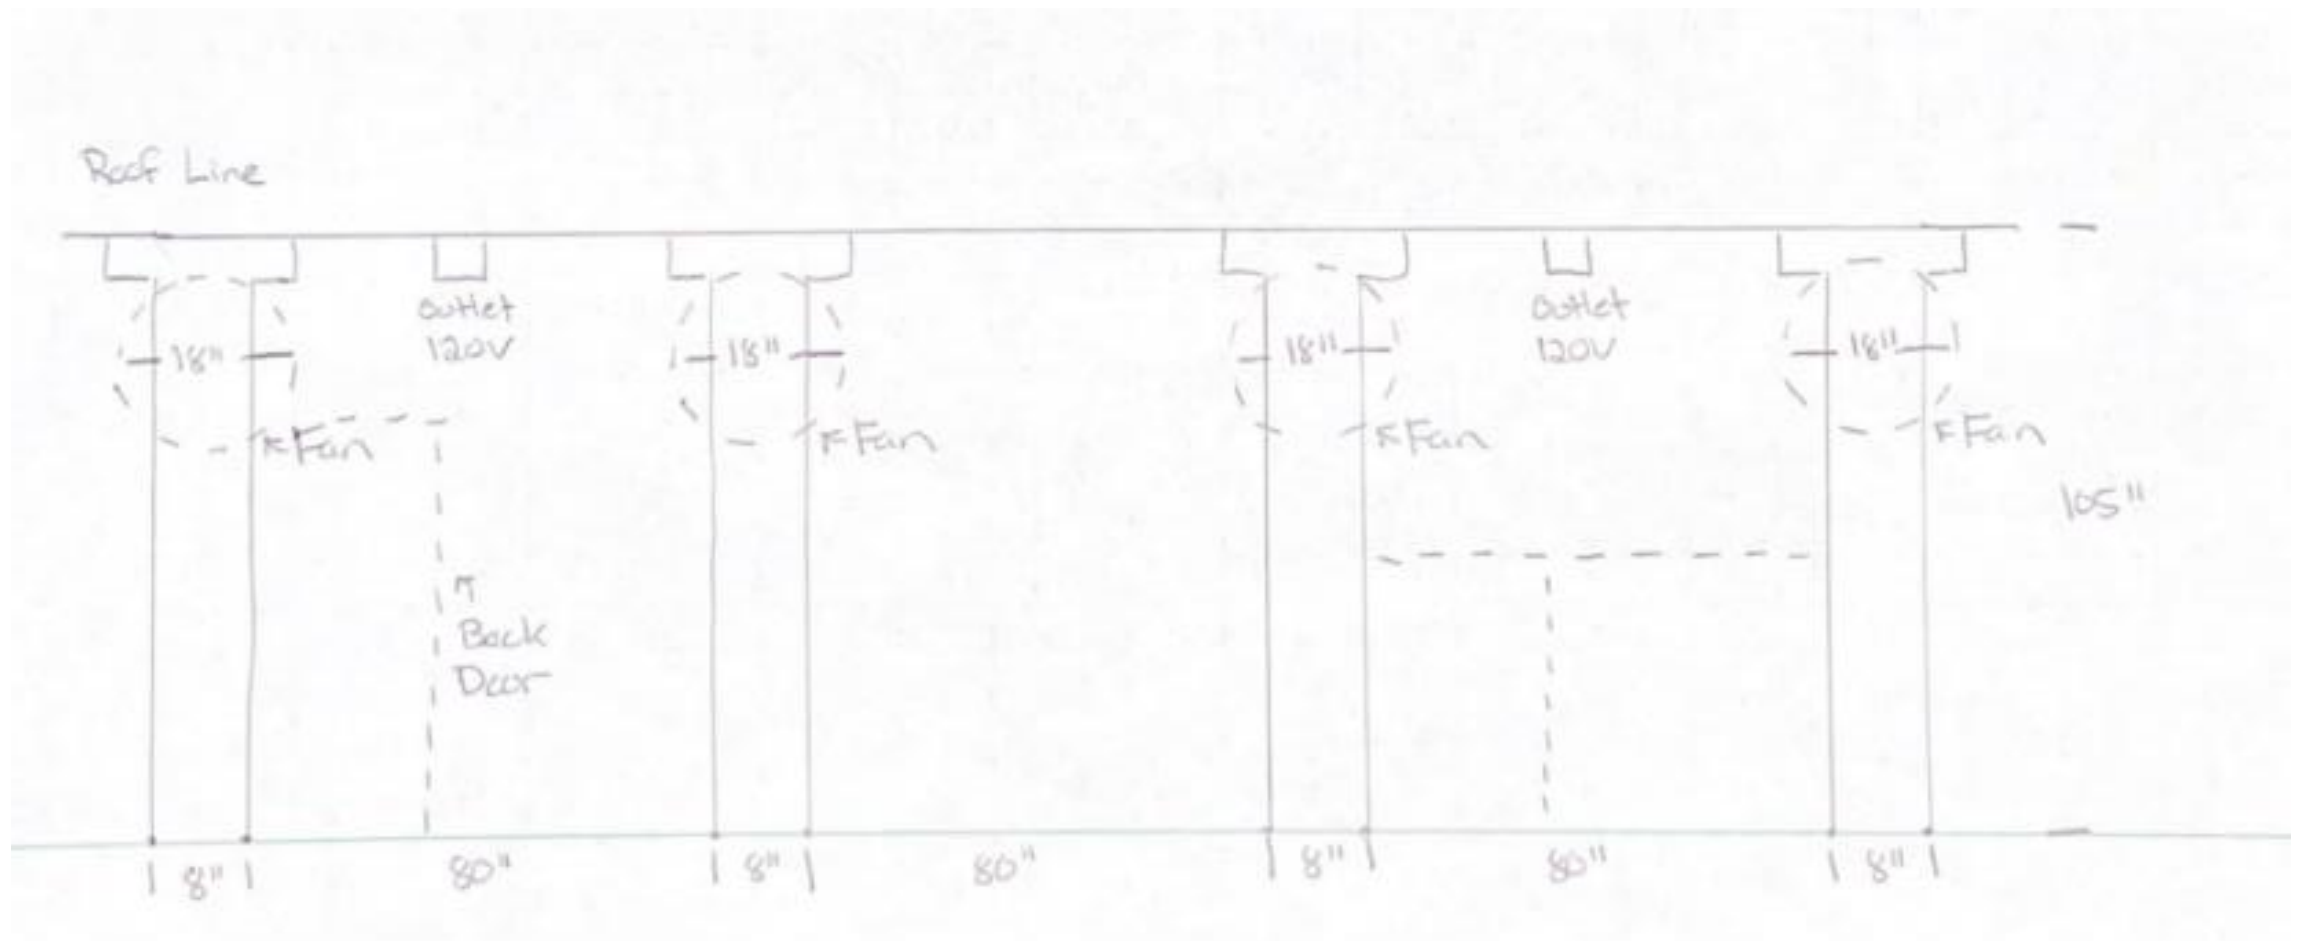 Roof Line
Outlet
120V
Outlet
120V
18"
18"
18"
18"
Fan
Fan
Fan
Fan
105"
Back
Door
8"
80"
8"
80"
8"
80"
8"